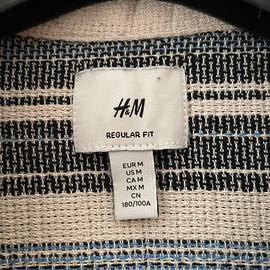 H&M
REGULAR FIT
EUR M
US M
CA M
MX M
CN
180/100A